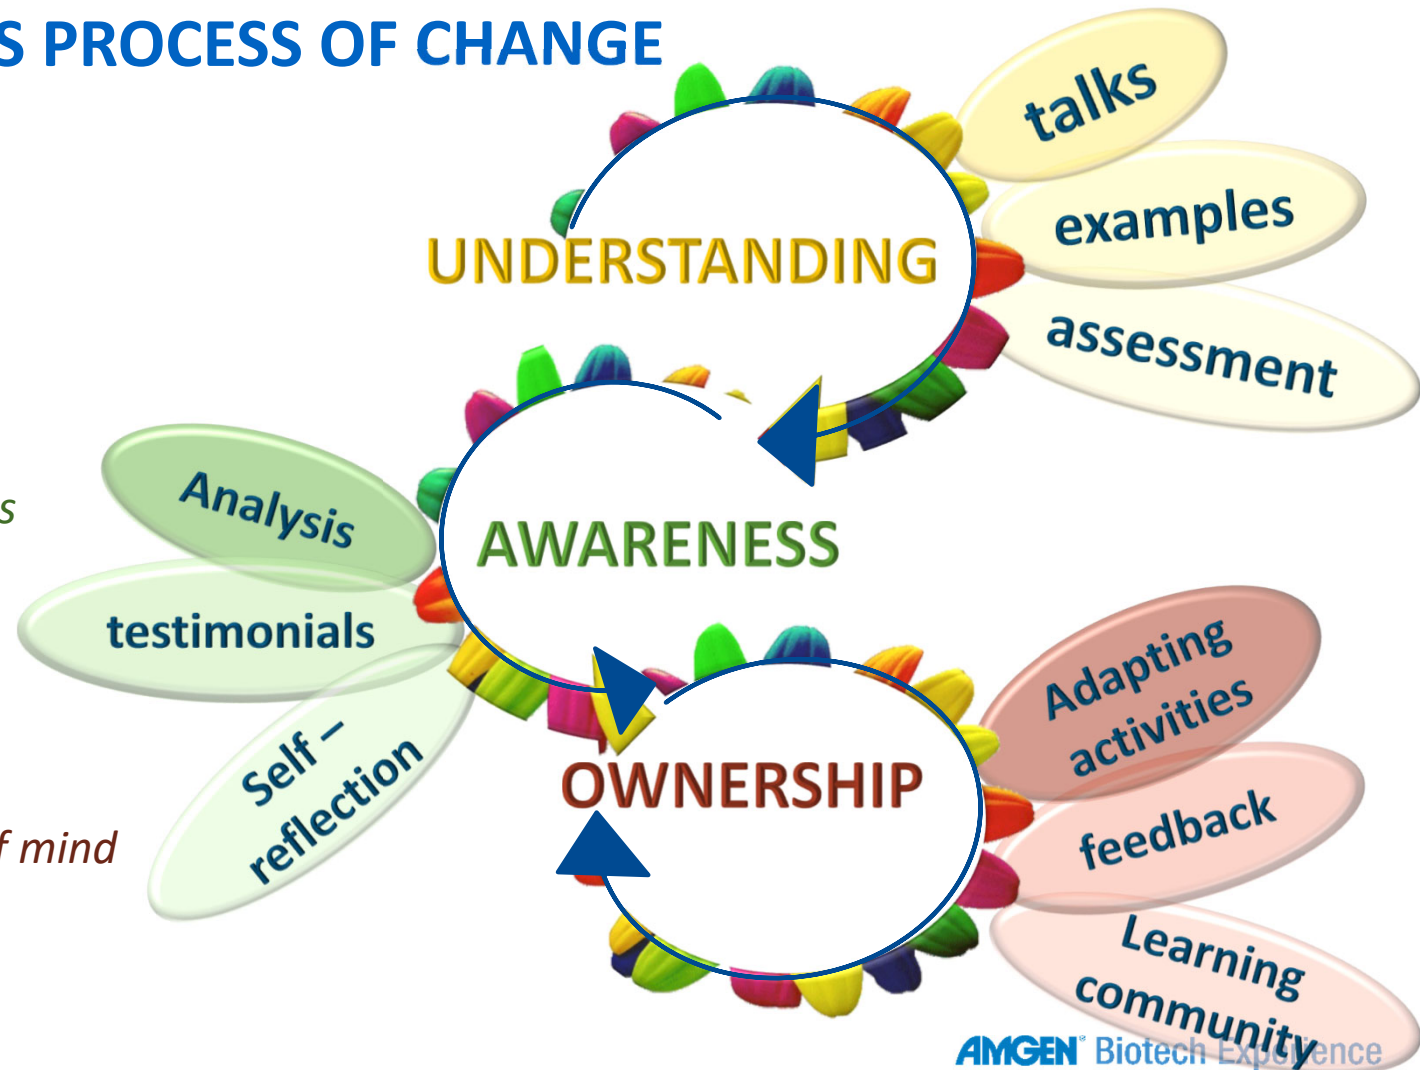 S PROCESS OF CHANGE
talks
examples
assessment
UNDERSTANDING
Analysis
testimonials
Self –
reflection
s
AWARENESS
f mind
OWNERSHIP
Adapting
activities
feedback
Learning
community
AMGEN® Biotech Experience